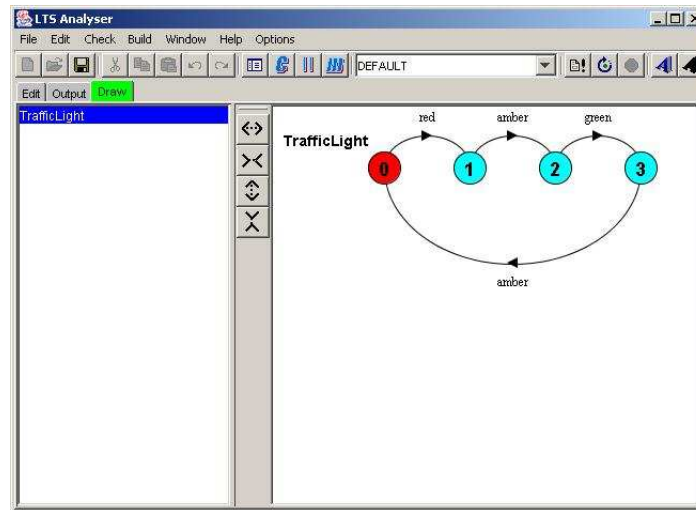 LTS Analyser
File Edit Check Build Window Help Options
DEFAULT
Edit Output Draw
TrafficLight
red amber green
TrafficLight
0 1 2 3
amber